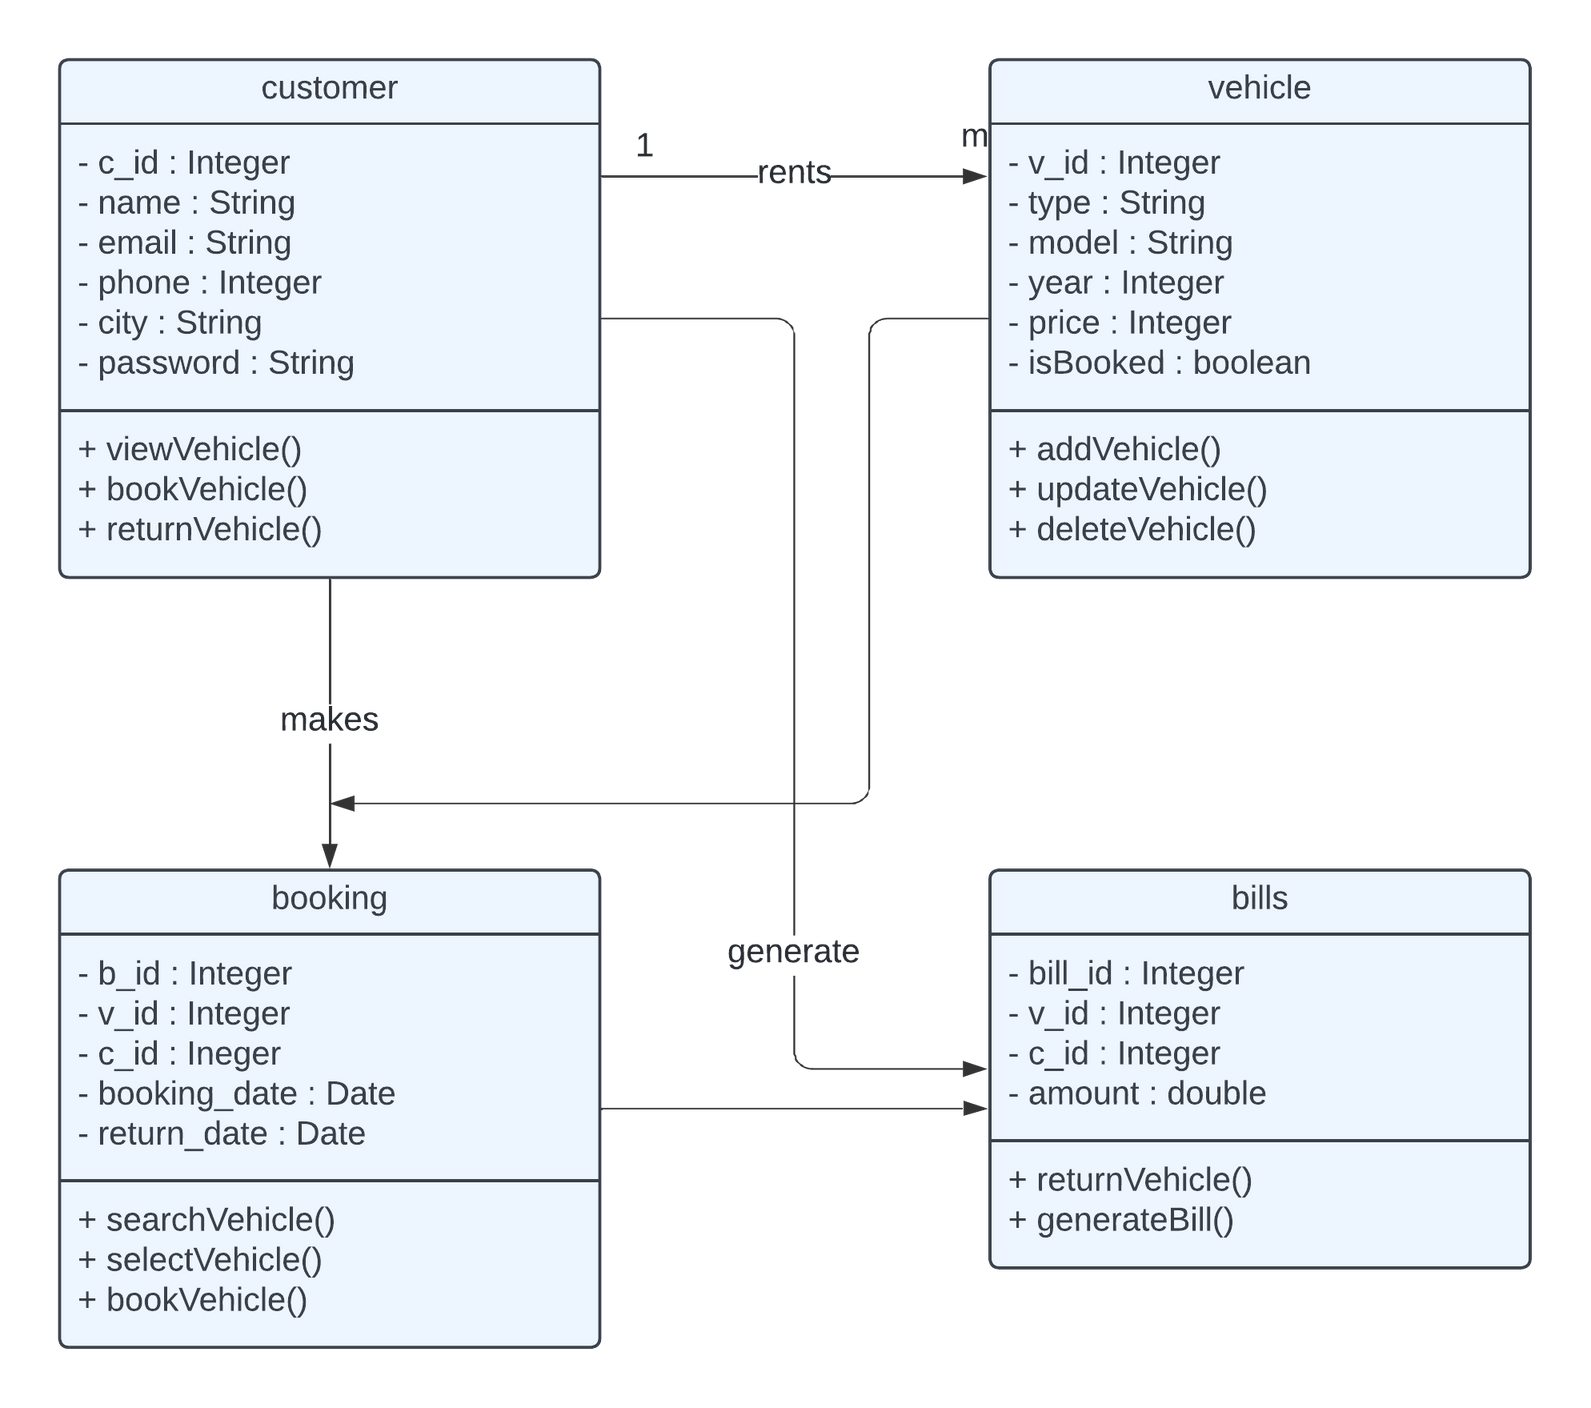 customer
- c_id : Integer
- name : String
- email : String
- phone : Integer
- city : String
- password : String
+ viewVehicle()
+ bookVehicle()
+ returnVehicle()
1
rents
m
vehicle
- v_id : Integer
- type : String
- model : String
- year : Integer
- price : Integer
- isBooked : boolean
+ addVehicle()
+ updateVehicle()
+ deleteVehicle()
makes
generate
booking
- b_id : Integer
- v_id : Integer
- c_id : Ineger
- booking_date : Date
- return_date : Date
+ searchVehicle()
+ selectVehicle()
+ bookVehicle()
bills
- bill_id : Integer
- v_id : Integer
- c_id : Integer
- amount : double
+ returnVehicle()
+ generateBill()